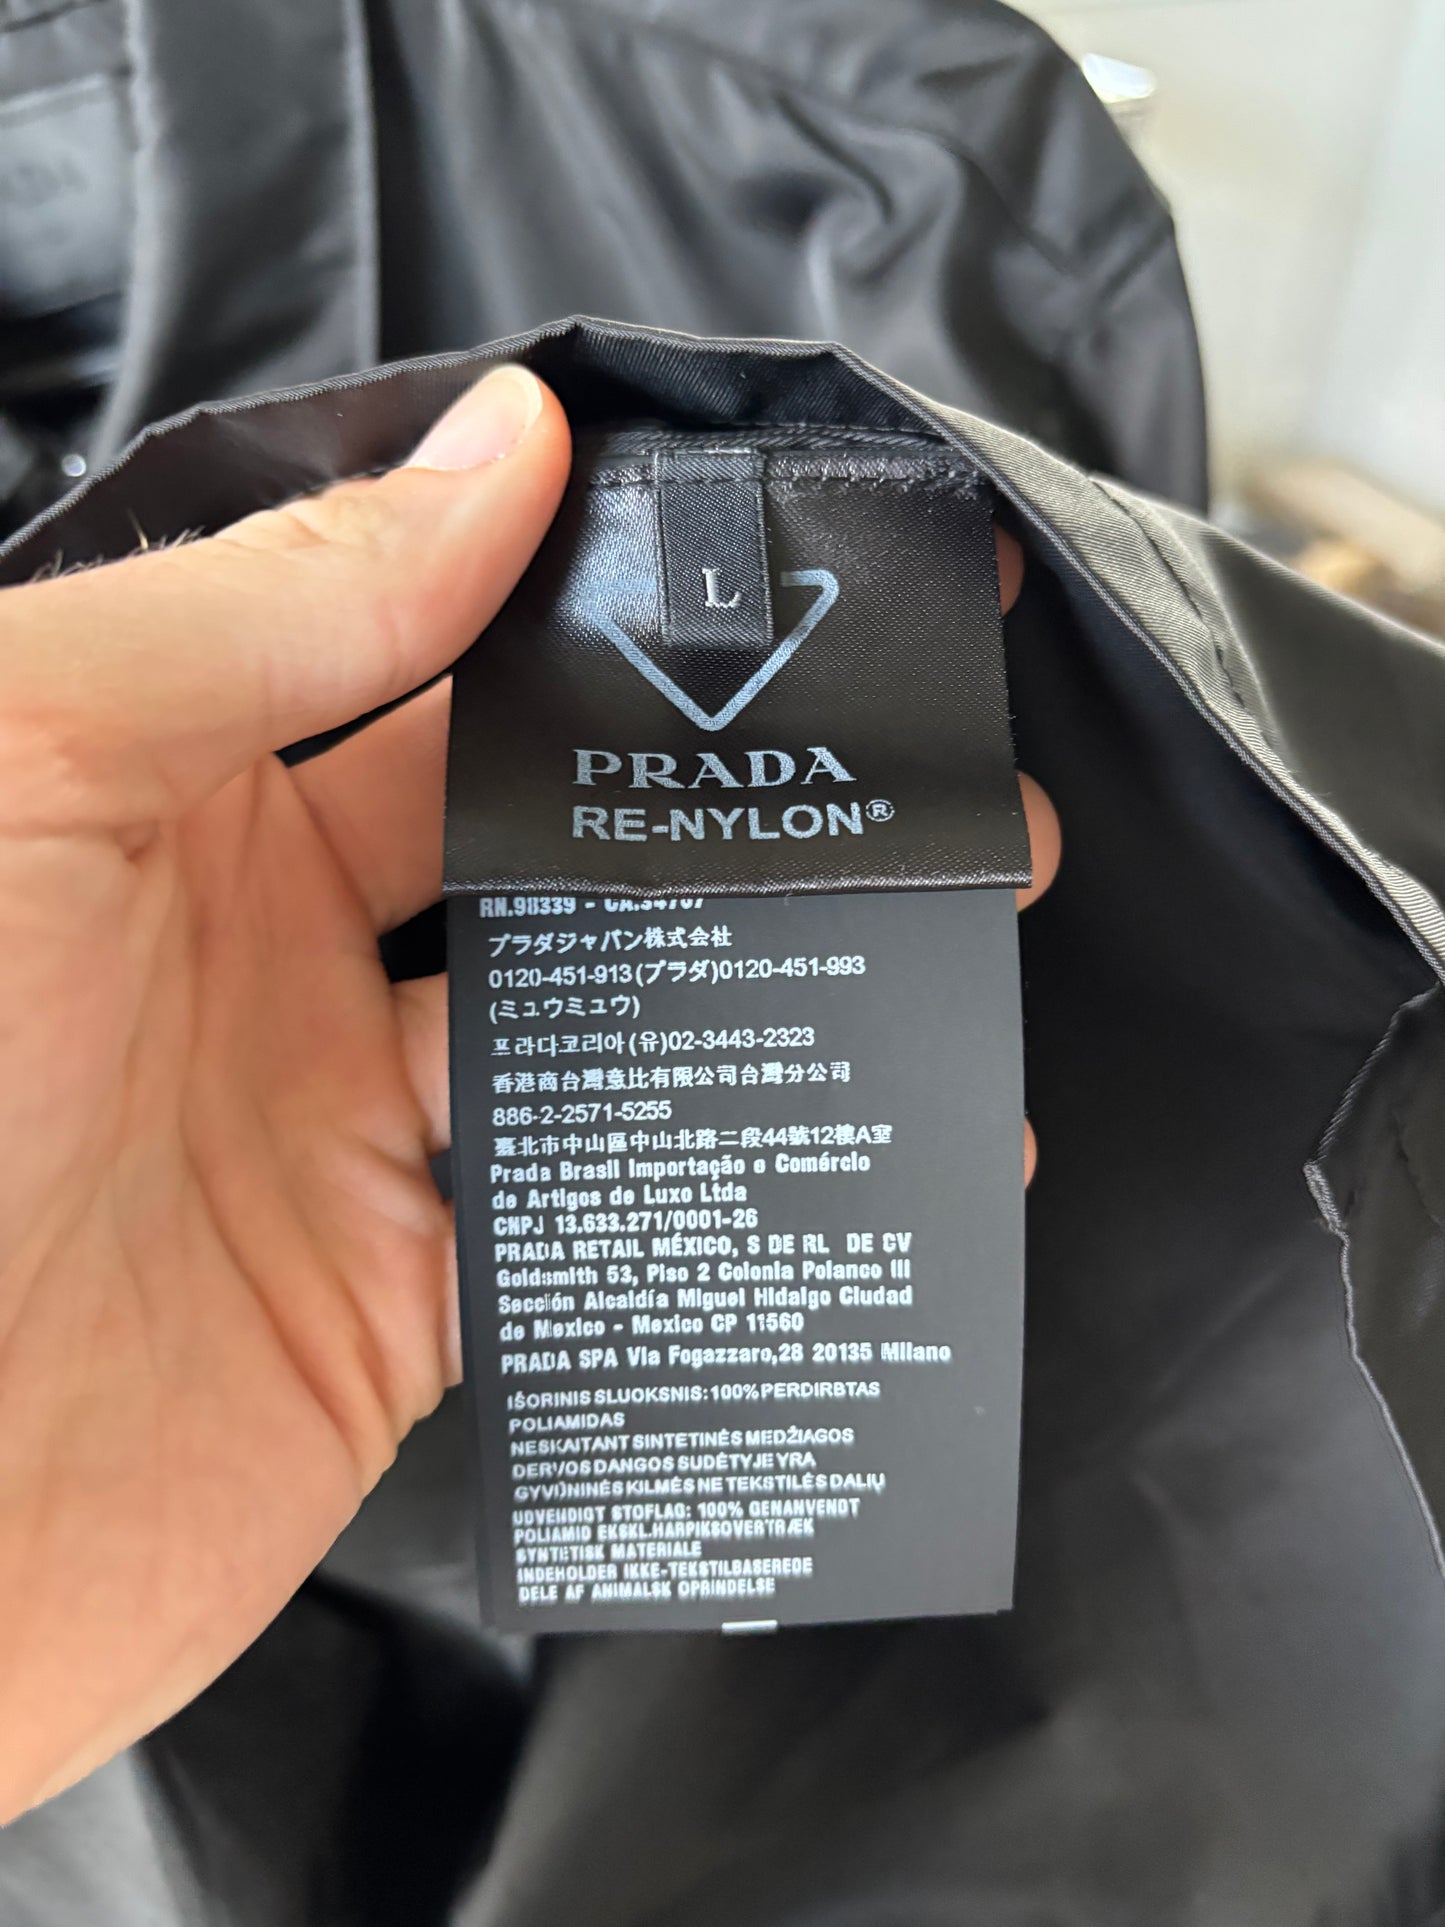 L
PRADA
RE-NYLON®
RN.98339 - CA.34707
プラダジャパン株式会社
0120-451-913(プラダ)0120-451-993
(ミュウミュウ)
프라다코리아(유)02-3443-2323
香港商台灣意比有限公司台灣分公司
886-2-2571-5255
臺北市中山區中山北路二段44號12樓A室
Prada Brasil Importação e Comércio
de Artigos de Luxo Ltda
CNPJ 13.633.271/0001-26
PRADA RETAIL MÉXICO, S DE RL DE CV
Goldsmith 53, Piso 2 Colonia Polanco III
Sección Alcaldía Miguel Hidalgo Ciudad
de Mexico - Mexico CP 11560
PRADA SPA Via Fogazzaro,28 20135 Milano
IŠORINIS SLUOKSNIS:100% PERDIRBTAS
POLIAMIDAS
NESKAITANT SINTETINĖS MEDŽIAGOS
DERVOS DANGOS SUDĖTYJE YRA
GYVŪNINĖS KILMĖS NETEKSTILĖS DALIŲ
UDVENDIGT STOFLAG: 100% GENANVENDT
POLIAMID EKSKL.HARPIKSOVERTRÆK
SYNTETISK MATERIALE
INDEHOLDER IKKE-TEKSTILBASEREDE
DELE AF ANIMALSK OPRINDELSE